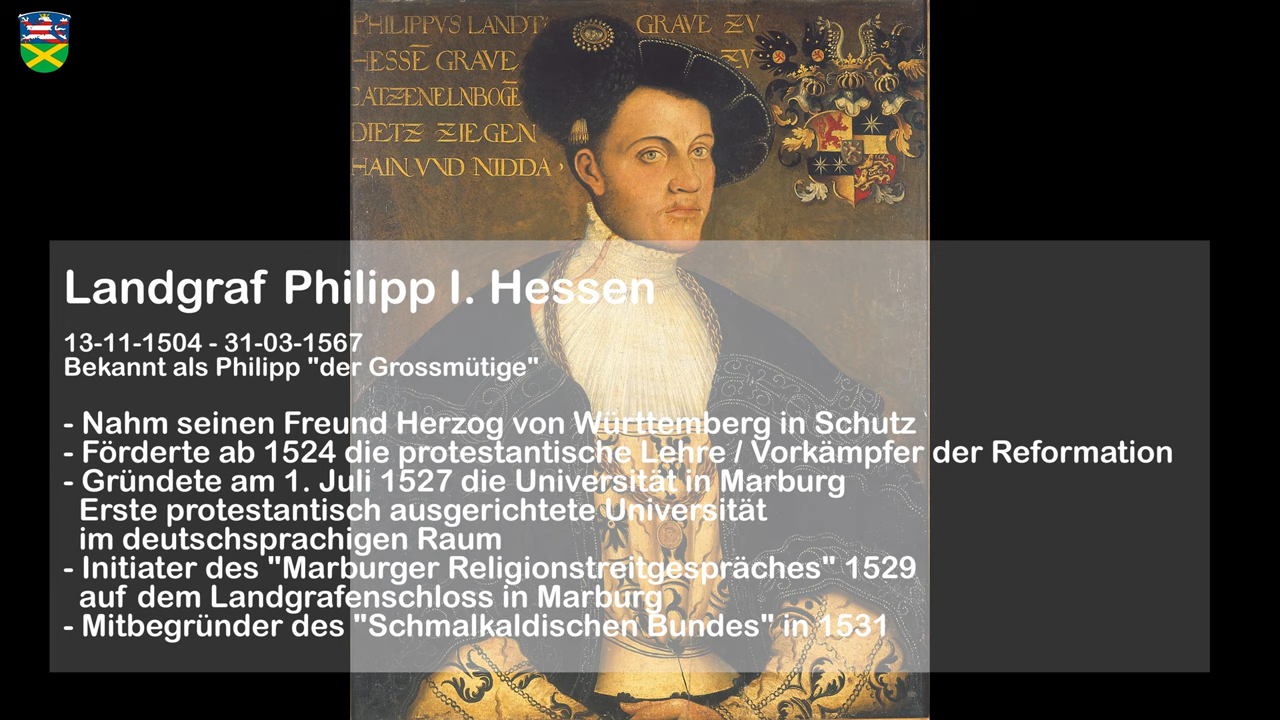 PHILIPPVS LANDT GRAVE ZV
HESSE GRAVE ZV
CATZENELNBOGE
DIETZ ZIEGEN
HAIN VND NIDDA
Landgraf Philipp I. Hessen
13-11-1504 - 31-03-1567
Bekannt als Philipp "der Grossmütige"
- Nahm seinen Freund Herzog von Württemberg in Schutz
- Förderte ab 1524 die protestantische Lehre / Vorkämpfer der Reformation
- Gründete am 1. Juli 1527 die Universität in Marburg
Erste protestantisch ausgerichtete Universität
im deutschsprachigen Raum
- Initiater des "Marburger Religionstreitgespräches" 1529
auf dem Landgrafenschloss in Marburg
- Mitbegründer des "Schmalkaldischen Bundes" in 1531